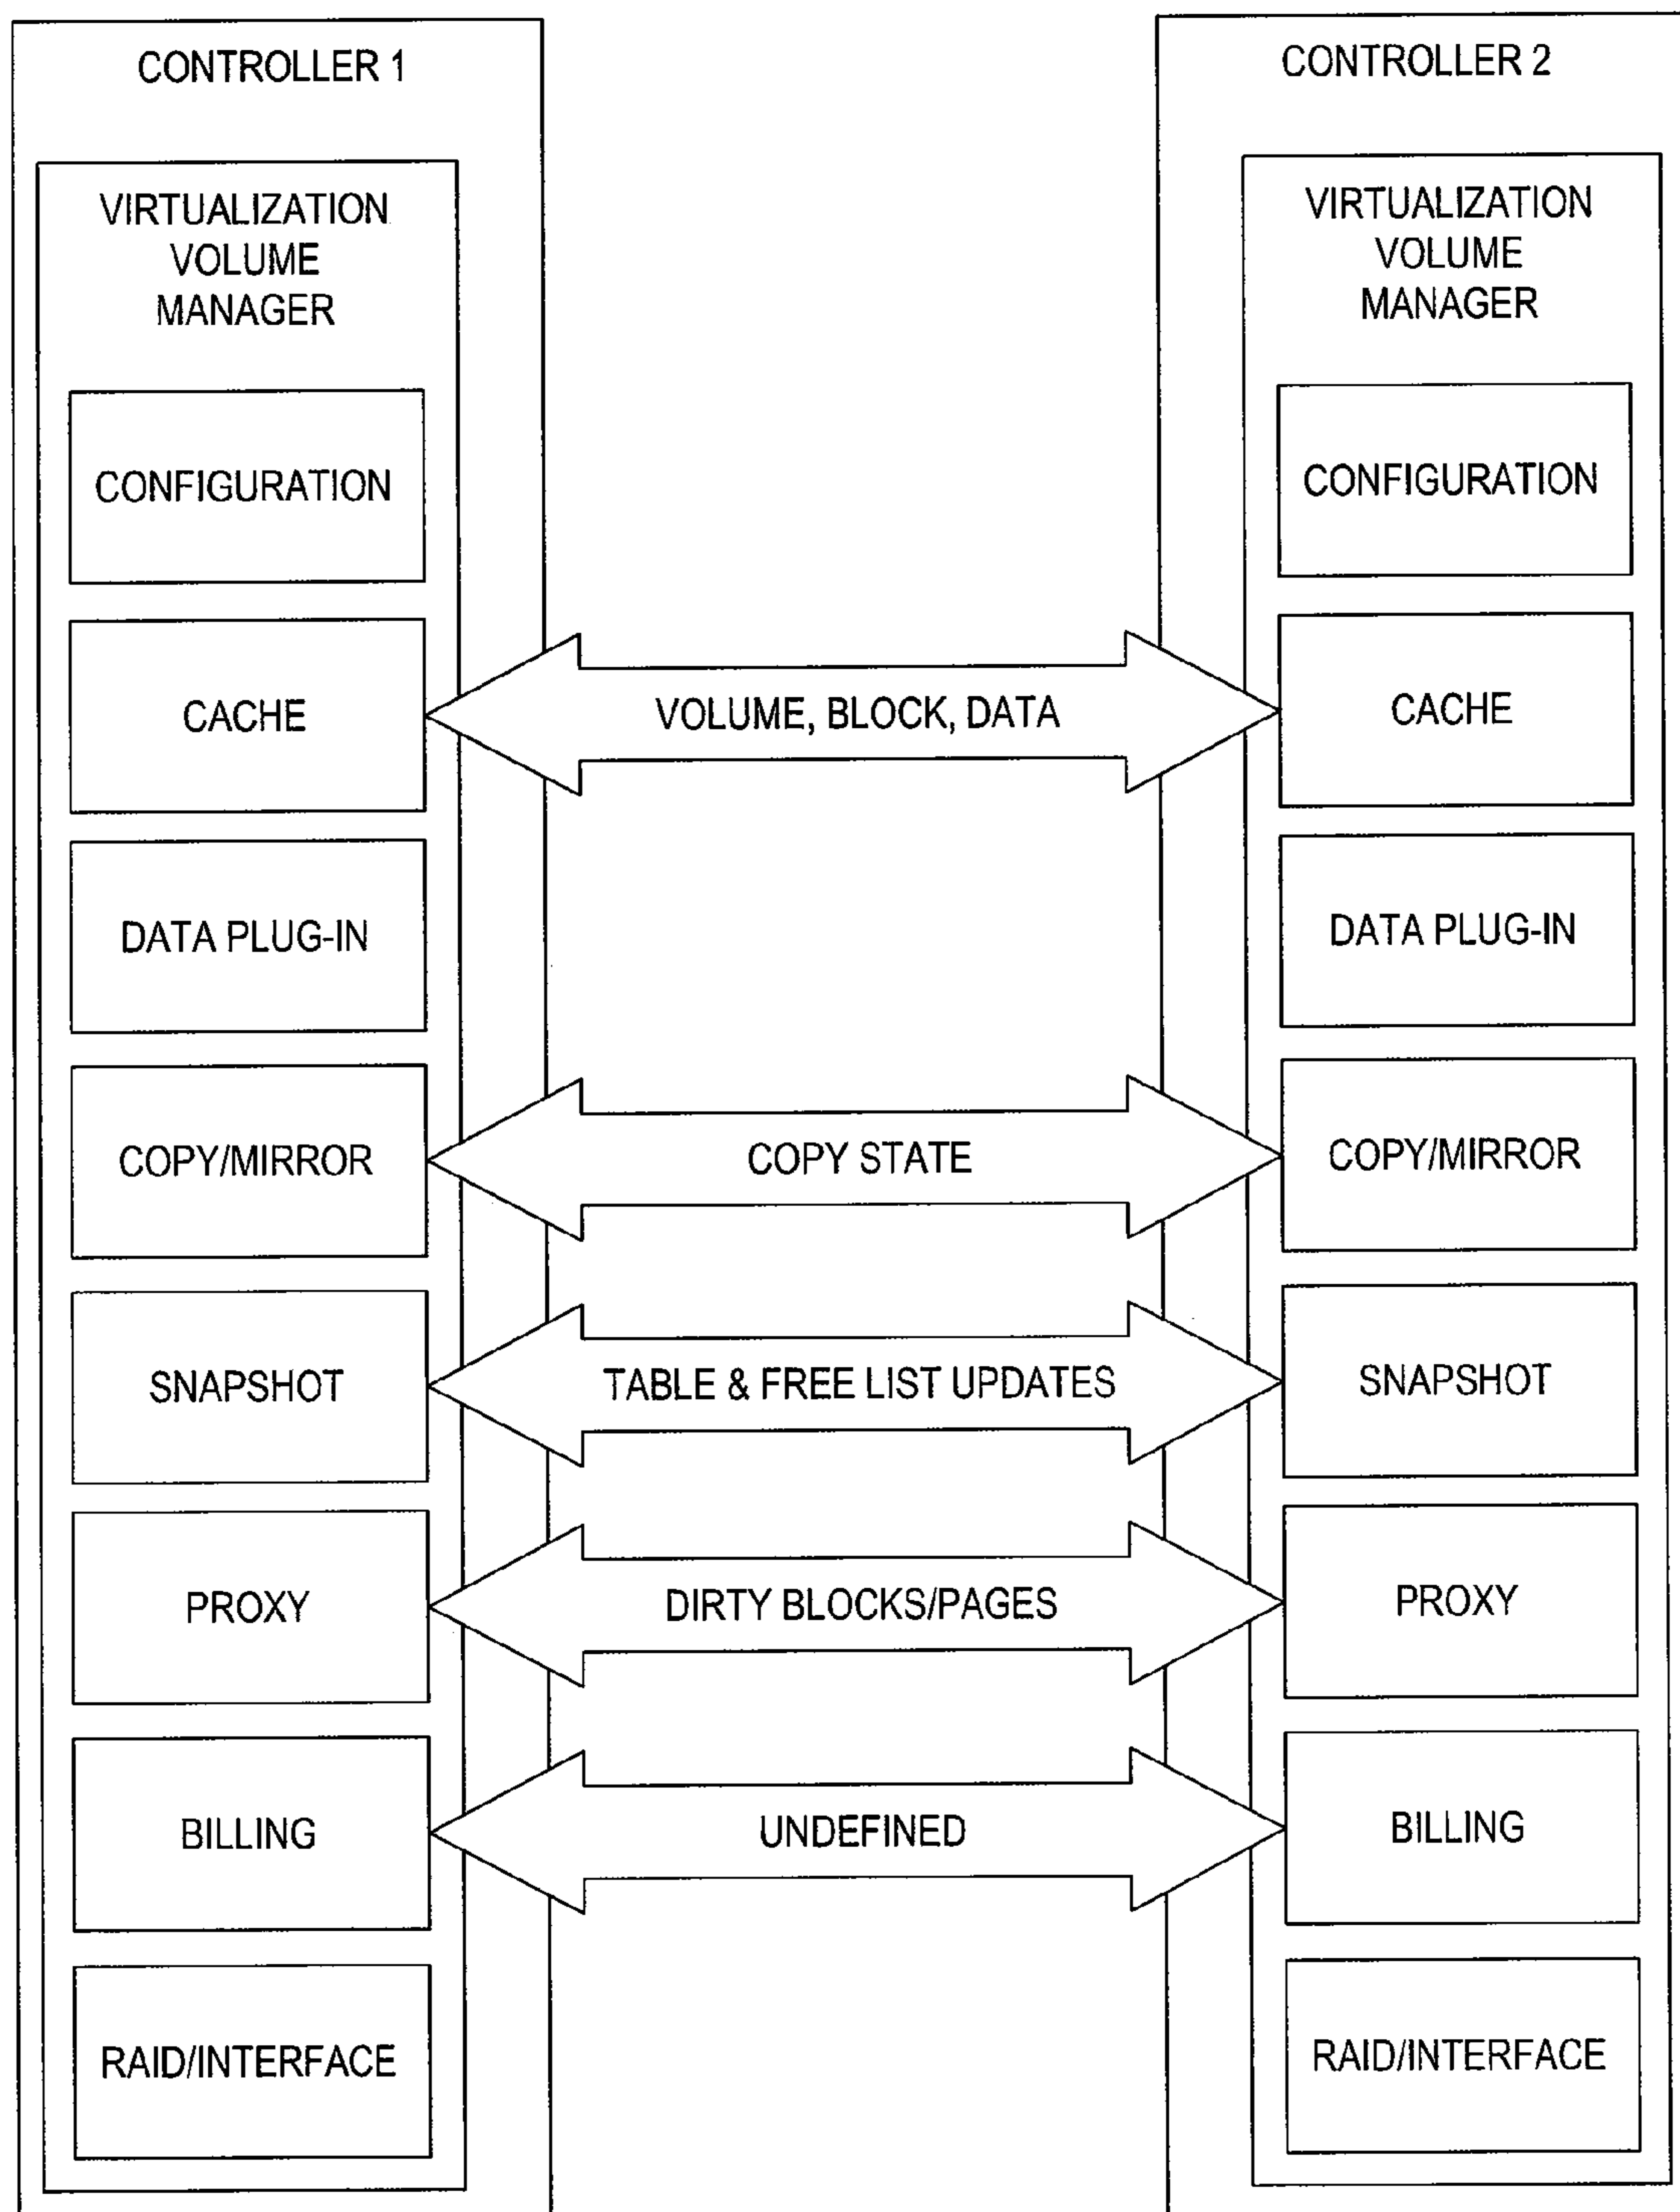 CONTROLLER 1
VIRTUALIZATION
VOLUME
MANAGER
CONFIGURATION
CACHE
DATA PLUG-IN
COPY/MIRROR
SNAPSHOT
PROXY
BILLING
RAID/INTERFACE
VOLUME, BLOCK, DATA
COPY STATE
TABLE & FREE LIST UPDATES
DIRTY BLOCKS/PAGES
UNDEFINED
CONTROLLER 2
VIRTUALIZATION
VOLUME
MANAGER
CONFIGURATION
CACHE
DATA PLUG-IN
COPY/MIRROR
SNAPSHOT
PROXY
BILLING
RAID/INTERFACE